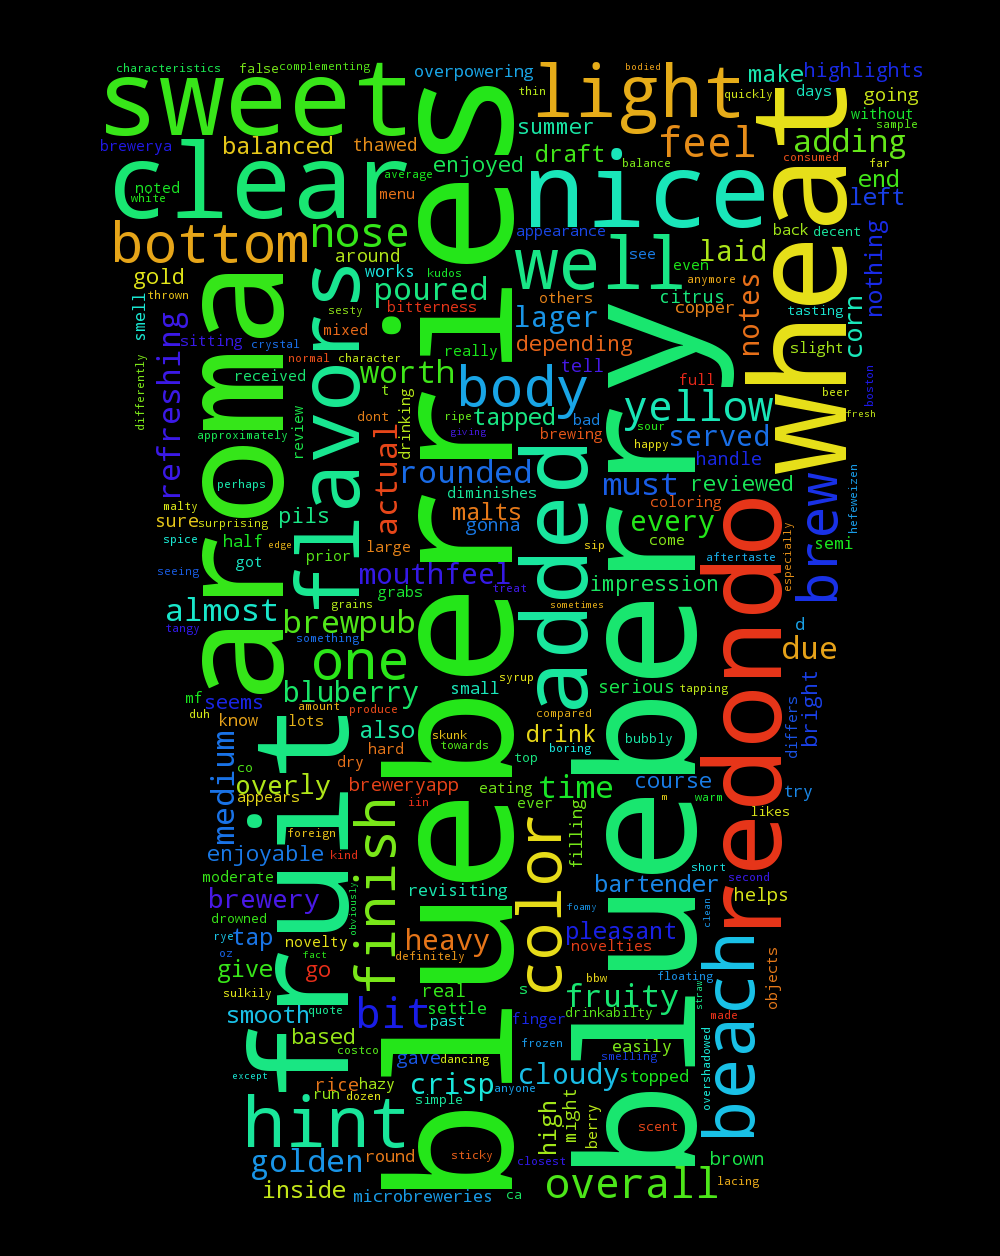 characteristics
false
complementing
overpowering
bodied
sweet
light
make
highlights
thin
quickly
days
going
summer
without
sample
brewerya
balanced
thawed
feel
adding
clear
enjoyed
draft
balance
consumed
far
average
nice
wheat
end
noted
white
menu
left
bottom
nose
appearance
back
decent
around
well
see
laid
nothing
gold
works
kudos
even
thrown
poured
anymore
others
citrus
notes
smell
sesty
bitterness
copper
tasting
corn
refreshing
mixed
lager
sitting
crystal
depending
slight
really
normal
character
worth
tell
differently
received
body
full
boston
t
yellow
beer
review
dont
drinking
ripe
tapped
bad
fresh
approximately
giving
brewing
sour
served
aroma
flavors
actual
happy
handle
perhaps
rounded
must
reviewed
malty
diminishes
coloring
brew
hefeweizen
sure
surprising
pils
malts
gonna
every
spice
half
edge
prior
large
sip
come
semi
especially
got
aftertaste
seeing
mouthfeel
impression
grabs
treat
almost
grains
sometimes
brewpub
added
tangy
something
d
one
due
blueberries
blueberry
redondo
mf
seems
bluberry
small
syrup
serious
tapping
bright
duh
know
amount
produce
compared
differs
lots
also
skunk
drink
bubbly
medium
hard
towards
boring
fruit
dry
top
co
overly
breweryapp
eating
time
course
try
appears
iin
ever
m
warm
likes
foreign
finish
color
filling
enjoyable
kind
short
moderate
revisiting
bartender
second
brewery
obviously
foamy
clean
helps
drowned
rye
tap
novelty
heavy
pleasant
beach
oz
fact
definitely
novelties
give
go
bbw
floating
objects
sulkily
real
s
fruity
straw
smooth
quote
bit
settle
drinkabilty
made
past
finger
based
costco
gave
dancing
frozen
easily
smelling
overshadowed
except
rice
hazy
crisp
anyone
cloudy
stopped
run
dozen
simple
hint
high
might
berry
scent
golden
round
sticky
closest
brown
inside
microbreweries
ca
overall
lacing